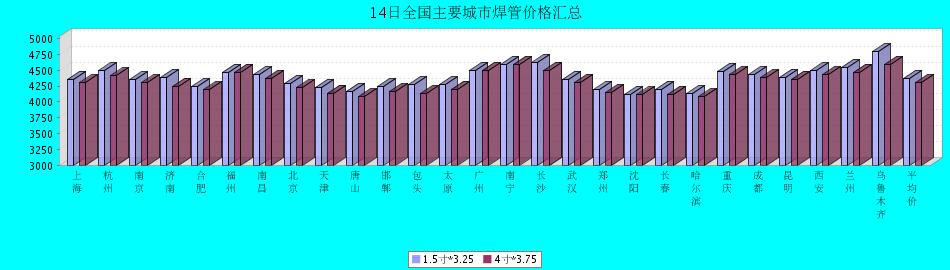 14日全国主要城市焊管价格汇总
5000
4750
4500
4250
4000
3750
3500
3250
3000
上海
杭州
南京
济南
合肥
福州
南昌
北京
天津
唐山
邯郸
包头
太原
广州
南宁
长沙
武汉
郑州
沈阳
长春
哈尔滨
重庆
成都
昆明
西安
兰州
乌鲁木齐
平均价
1.5寸*3.25
4寸*3.75